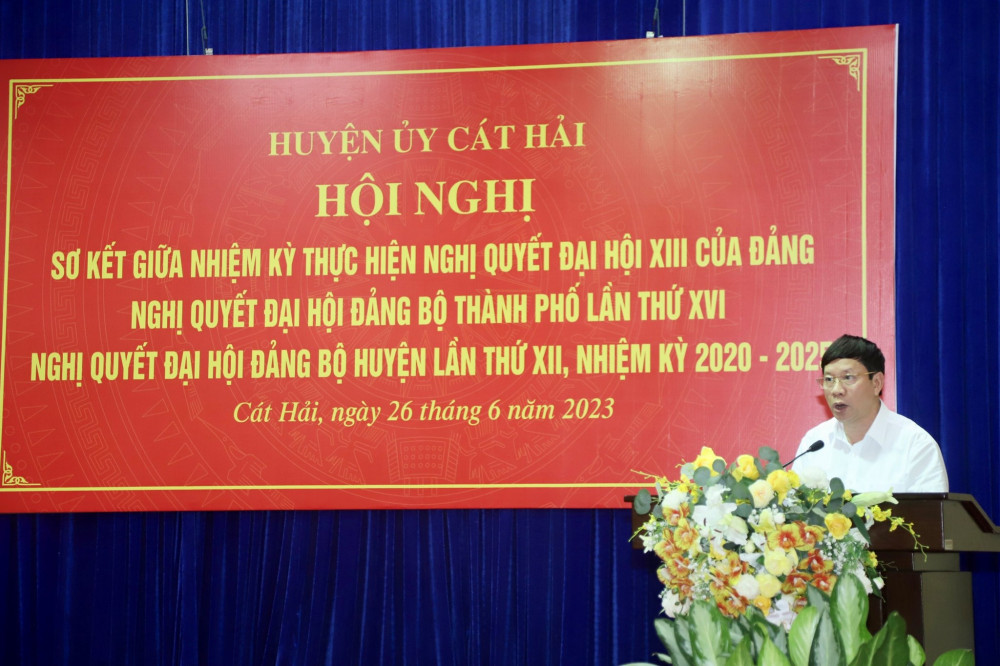 HUYỆN ỦY CÁT HẢI
HỘI NGHỊ
SƠ KẾT GIỮA NHIỆM KỲ THỰC HIỆN NGHỊ QUYẾT ĐẠI HỘI XIII CỦA ĐẢNG
NGHỊ QUYẾT ĐẠI HỘI ĐẢNG BỘ THÀNH PHỐ LẦN THỨ XVI
NGHỊ QUYẾT ĐẠI HỘI ĐẢNG BỘ HUYỆN LẦN THỨ XII, NHIỆM KỲ 2020 - 2025
Cát Hải, ngày 26 tháng 6 năm 2023